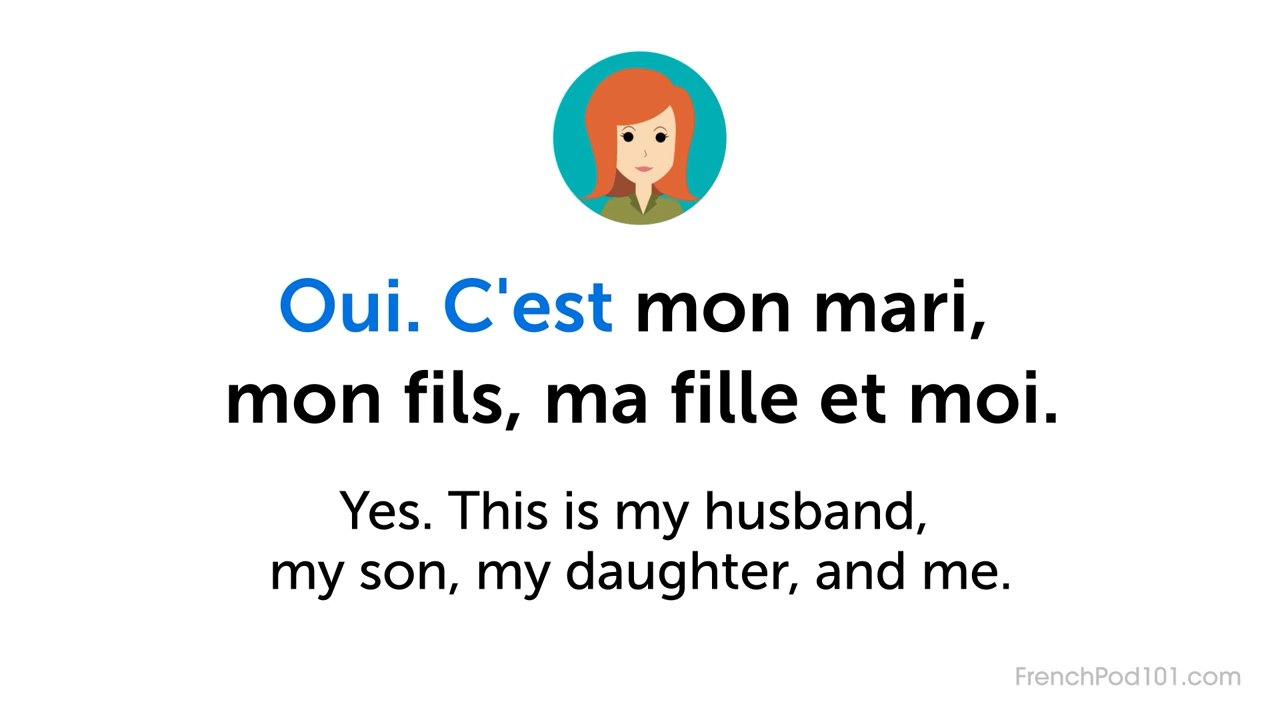 Oui. C'est mon mari,
mon fils, ma fille et moi.
Yes. This is my husband,
my son, my daughter, and me.
FrenchPod101.com